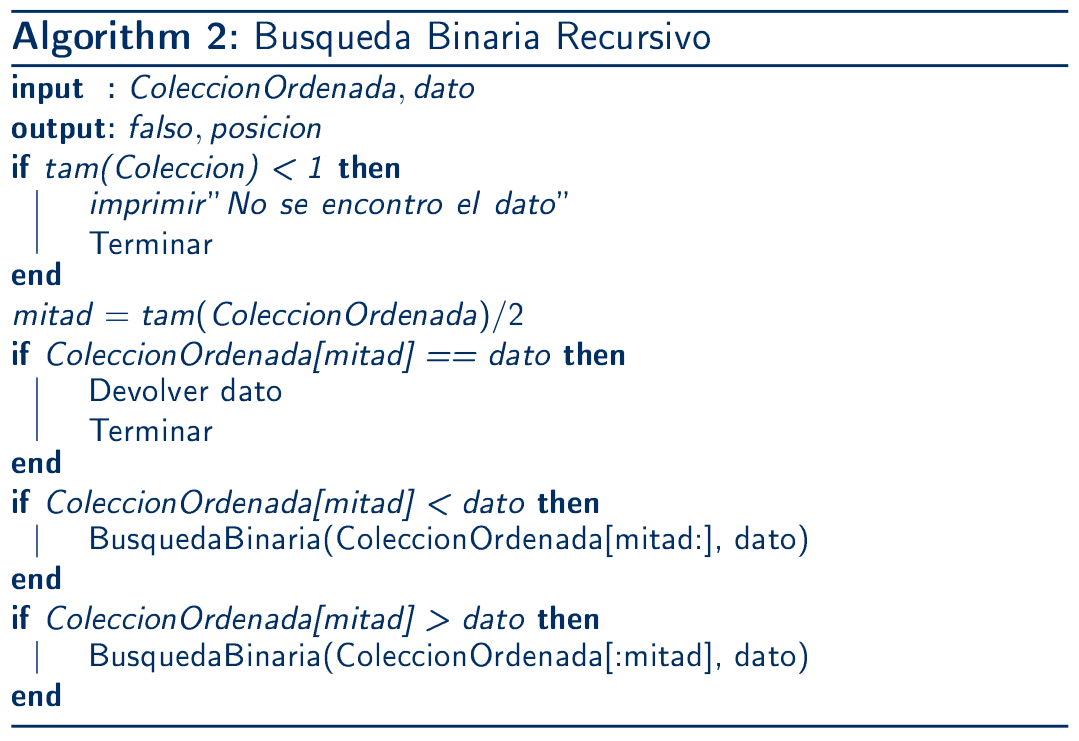 Algorithm 2: Busqueda Binaria Recursivo
input : ColeccionOrdenada, dato
output: falso, posicion
if tam(Coleccion) < 1 then
imprimir" No se encontro el dato"
Terminar
end
mitad = tam(ColeccionOrdenada)/2
if ColeccionOrdenada[mitad] == dato then
Devolver dato
Terminar
end
if ColeccionOrdenada[mitad] < dato then
BusquedaBinaria(ColeccionOrdenada[mitad:], dato)
end
if ColeccionOrdenada[mitad] > dato then
BusquedaBinaria(ColeccionOrdenada[:mitad], dato)
end